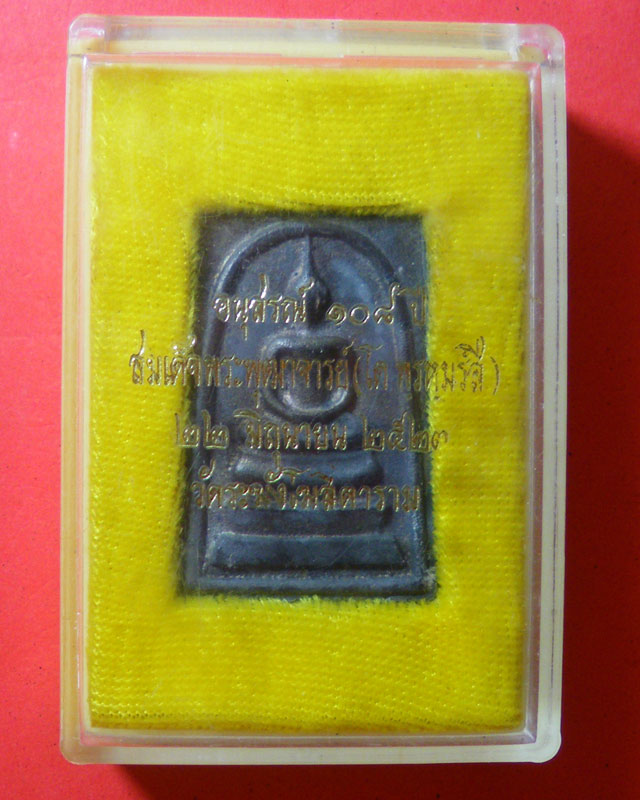 อนุสรณ์ ๑๐๘ ปี
สมเด็จพระพุฒาจารย์ (โต พรหฺมรํสี)
๒๒ มิถุนายน ๒๕๒๓
วัดระฆังโฆสิตาราม